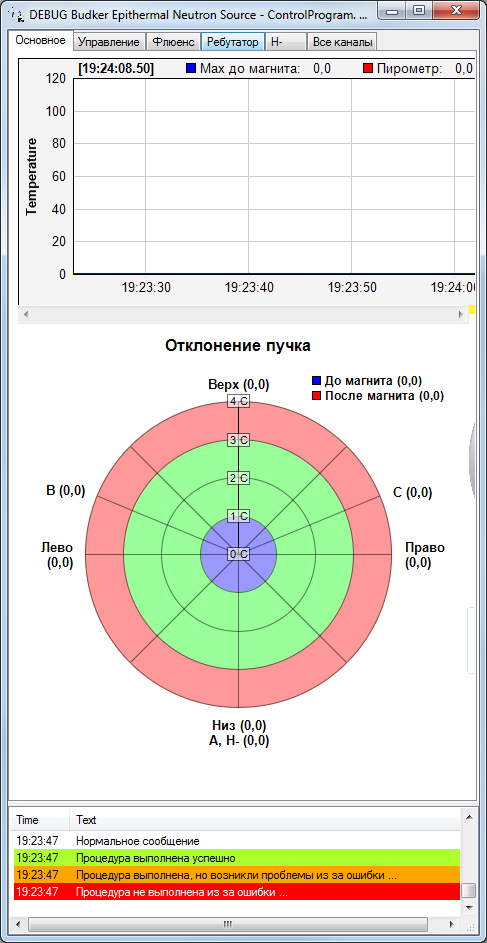 DEBUG Budker Epithermal Neutron Source - ControlProgram. ...
Основное Управление Флюенс Ребутатор H- Все каналы
[19:24:08.50] Max до магнита: 0,0 Пирометр: 0,0
120
100
80
60
40
20
0
Temperature
19:23:30 19:23:40 19:23:50 19:24:00
Отклонение пучка
Верх (0,0)
До магнита (0,0)
После магнита (0,0)
4 C
3 C
2 C
1 C
0 C
B (0,0)
C (0,0)
Лево
(0,0)
Право
(0,0)
Низ (0,0)
A, H- (0,0)
Time Text
19:23:47 Нормальное сообщение
19:23:47 Процедура выполнена успешно
19:23:47 Процедура выполнена, но возникли проблемы из за ошибки ...
19:23:47 Процедура не выполнена из за ошибки ...